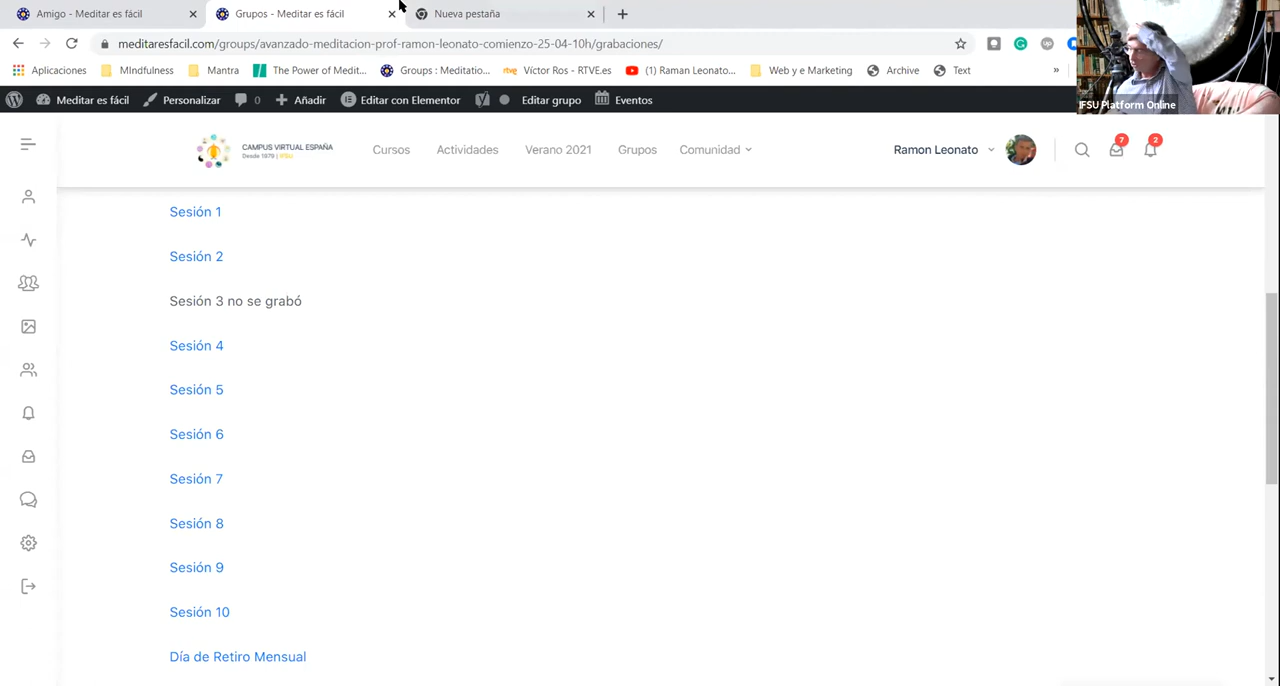 Amigo - Meditar es fácil
Grupos - Meditar es fácil
Nueva pestaña
meditaresfacil.com/groups/avanzado-meditacion-prof-ramon-leonato-comienzo-25-04-10h/grabaciones/
Aplicaciones
MIndfulness
Mantra
The Power of Medit...
Groups : Meditatio...
Víctor Ros - RTVE.es
(1) Raman Leonato...
Web y e Marketing
Archive
Text
»
IFSU Platform Online
Meditar es fácil
Personalizar
0
Añadir
Editar con Elementor
Editar grupo
Eventos
CAMPUS VIRTUAL ESPAÑA
Desde 1879 | IFSU
Cursos
Actividades
Verano 2021
Grupos
Comunidad
Ramon Leonato
7
2
Sesión 1
Sesión 2
Sesión 3 no se grabó
Sesión 4
Sesión 5
Sesión 6
Sesión 7
Sesión 8
Sesión 9
Sesión 10
Día de Retiro Mensual